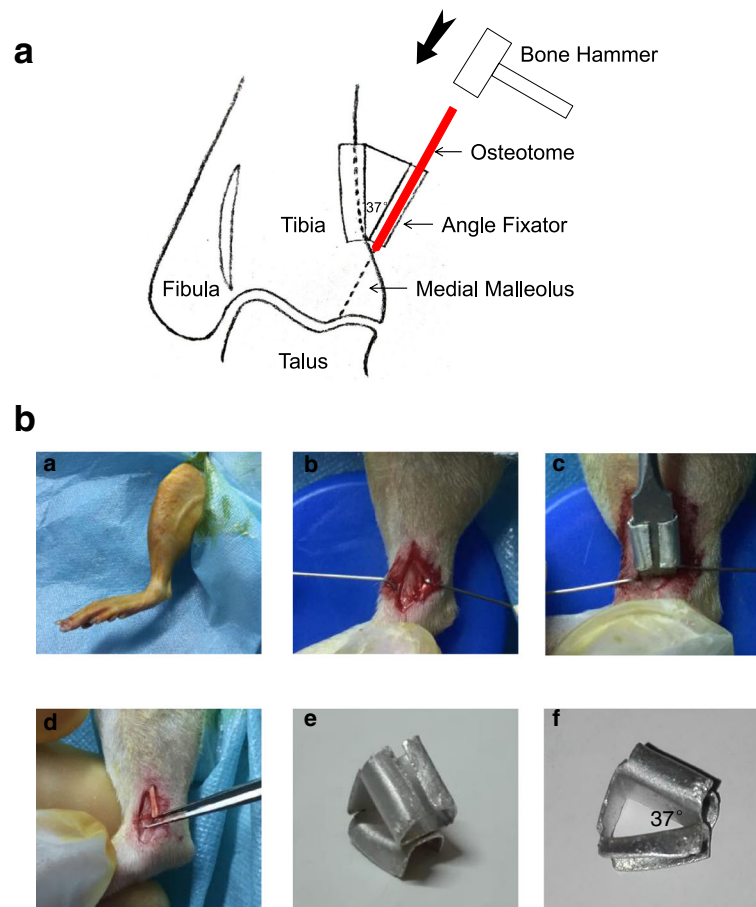 a
Bone Hammer
Osteotome
37°
Tibia
Angle Fixator
Fibula
Medial Malleolus
Talus
b
a
b
c
d
e
f
37°